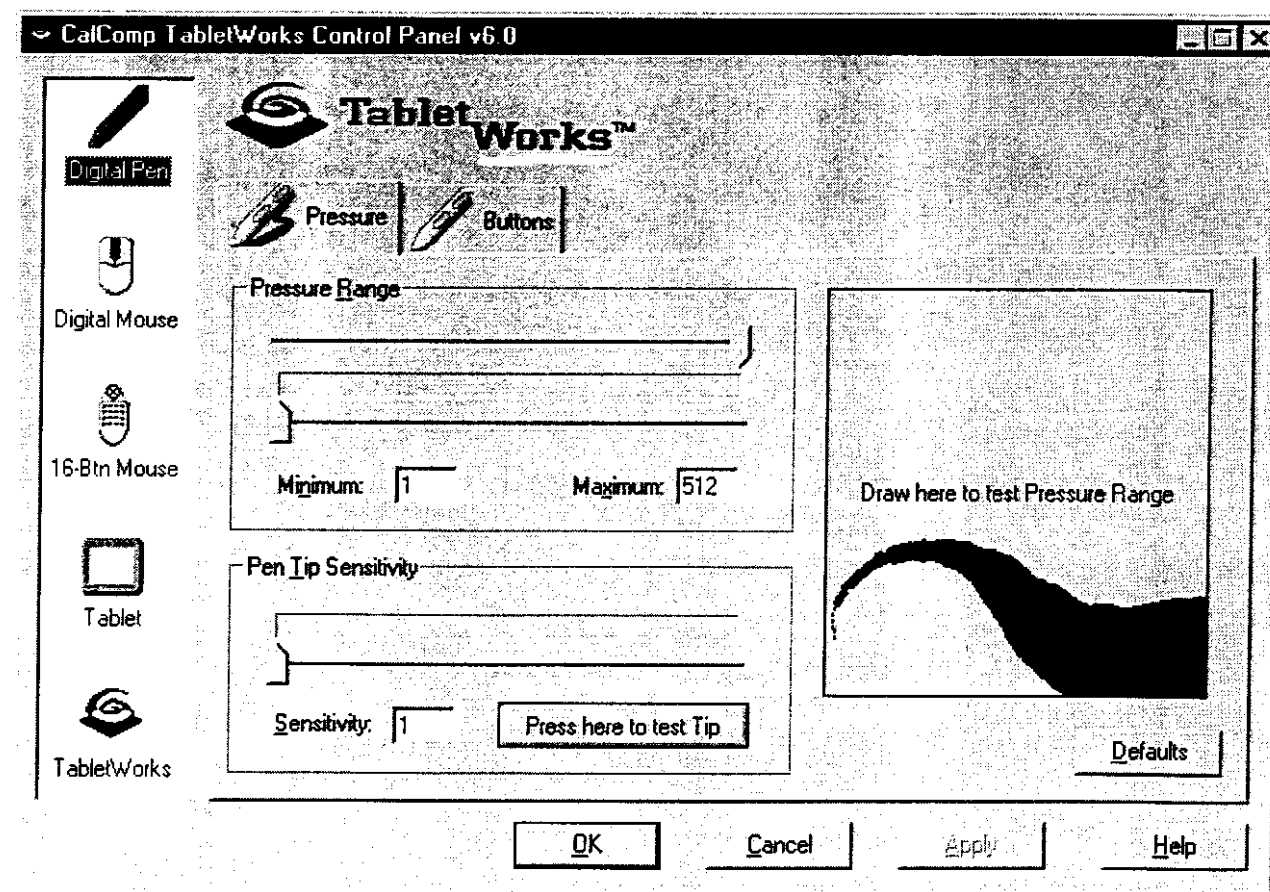 CalComp TabletWorks Control Panel v6.0
Tablet
Works™
Digital Pen
Digital Mouse
16-Btn Mouse
Tablet
TabletWorks
Pressure
Buttons
Pressure Range
Minimum: 1
Maximum: 512
Pen Tip Sensitivity
Sensitivity: 1
Press here to test Tip
Draw here to test Pressure Range
Defaults
OK
Cancel
Apply
Help